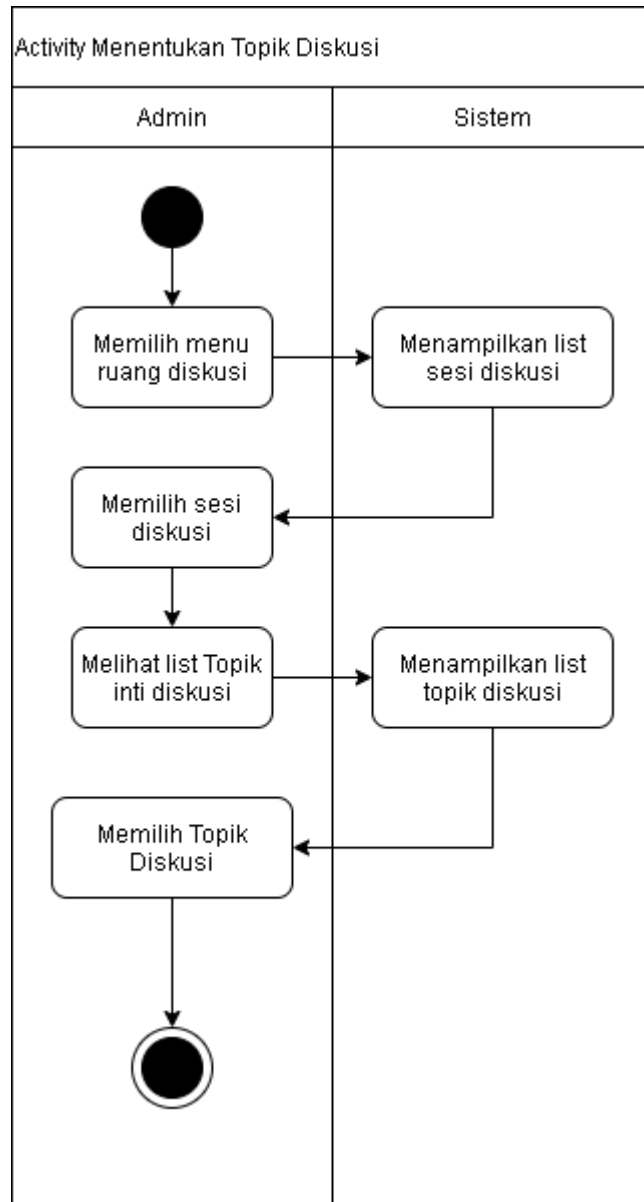 Activity Menentukan Topik Diskusi
Admin
Sistem
Memilih menu
ruang diskusi
Menampilkan list
sesi diskusi
Memilih sesi
diskusi
Melihat list Topik
inti diskusi
Menampilkan list
topik diskusi
Memilih Topik
Diskusi